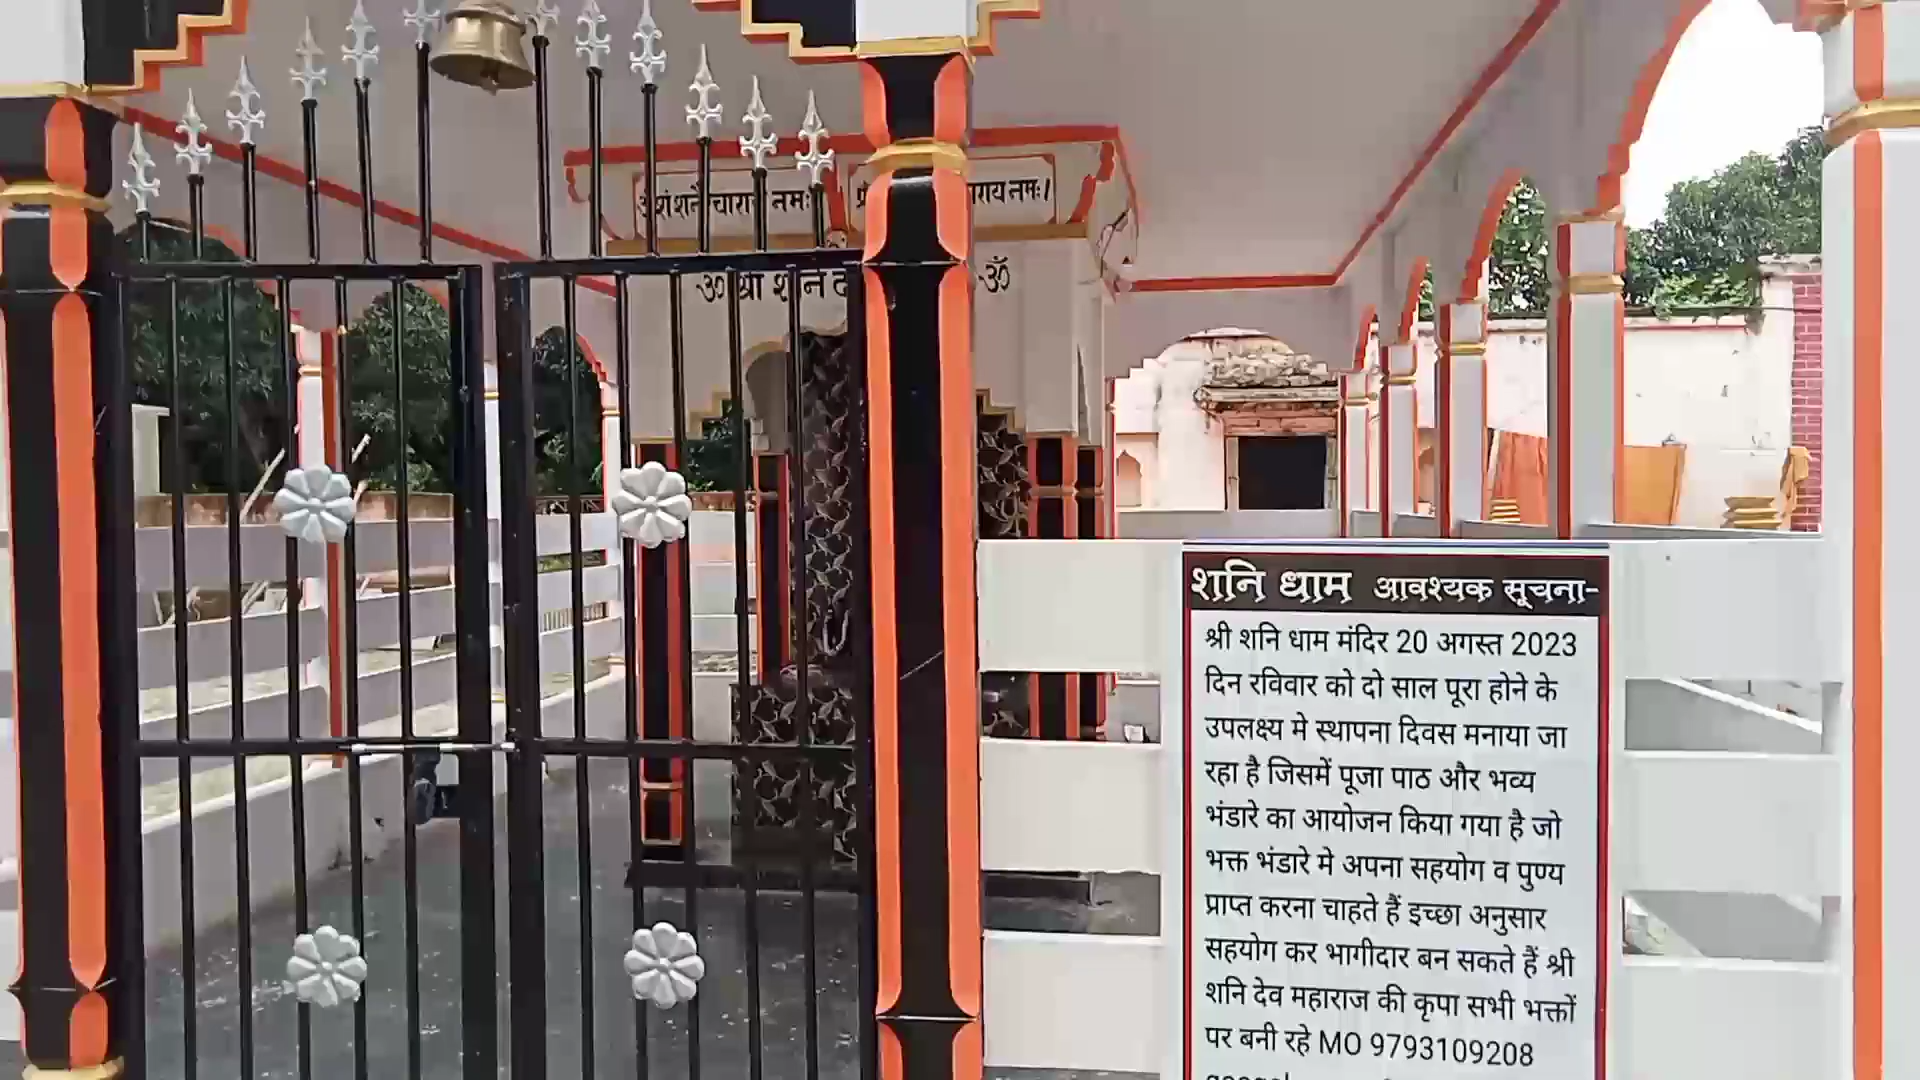 नमः
राय नमः।
ॐ श्री शनि
ॐ
शनि धाम आवश्यक सूचना-
श्री शनि धाम मंदिर 20 अगस्त 2023
दिन रविवार को दो साल पूरा होने के
उपलक्ष्य मे स्थापना दिवस मनाया जा
रहा है जिसमें पूजा पाठ और भव्य
भंडारे का आयोजन किया गया है जो
भक्त भंडारे मे अपना सहयोग व पुण्य
प्राप्त करना चाहते हैं इच्छा अनुसार
सहयोग कर भागीदार बन सकते हैं श्री
शनि देव महाराज की कृपा सभी भक्तों
पर बनी रहे MO 9793109208